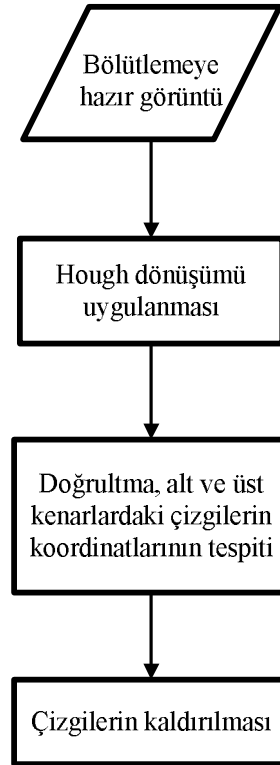 Bölütlemeye
hazır görüntü
Hough dönüşümü
uygulanması
Doğrultma, alt ve üst
kenarlardaki çizgilerin
koordinatlarının tespiti
Çizgilerin kaldırılması